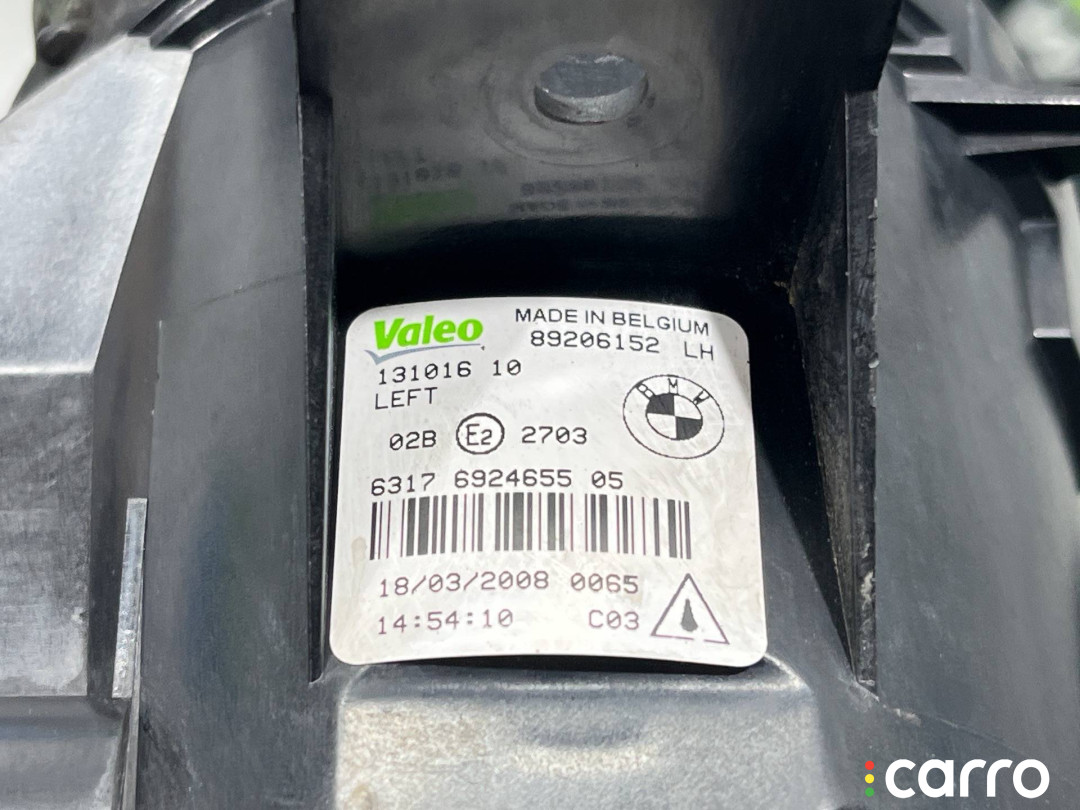 Valeo
MADE IN BELGIUM
89206152 LH
131016 10
LEFT
BMW
02B E2 2703
6317 6924655 05
18/03/2008 0065
14:54:10 C03
carro